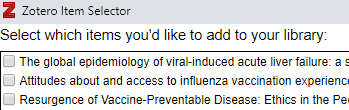 Zotero Item Selector
Select which items you'd like to add to your library:
The global epidemiology of viral-induced acute liver failure: a s
Attitudes about and access to influenza vaccination experience
Resurgence of Vaccine-Preventable Disease: Ethics in the Pe